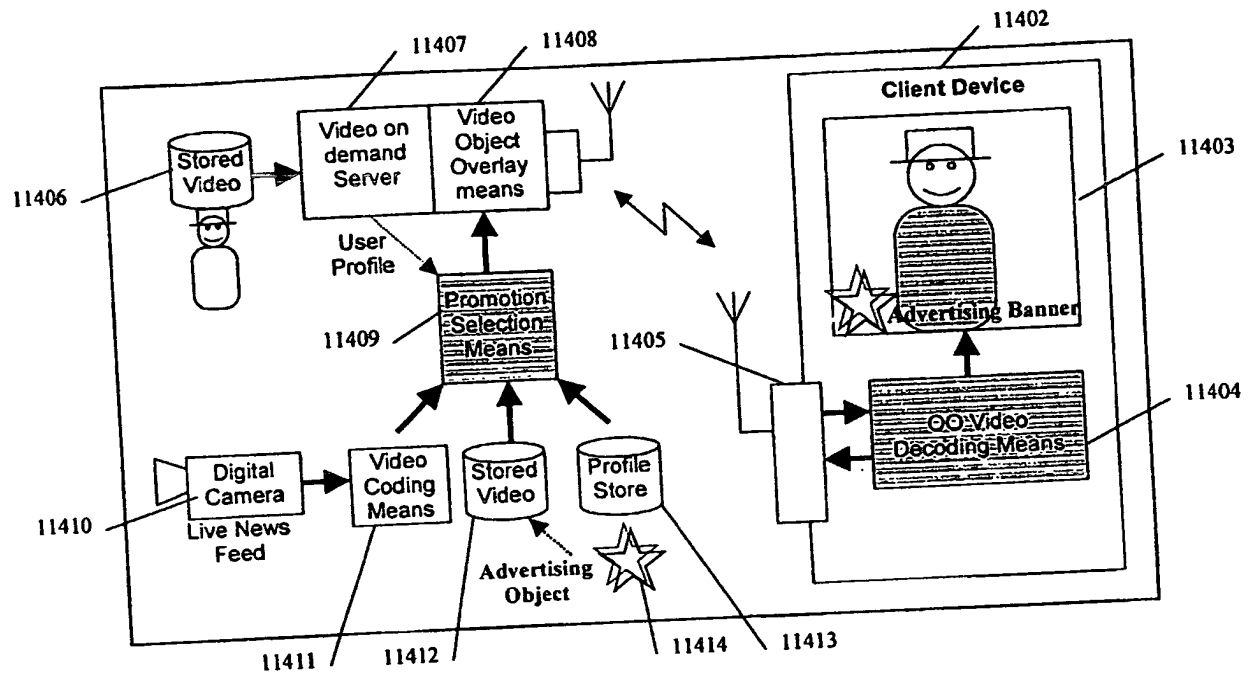 11402
11407
11408
Client Device
Video on
demand
Server
Video
Object
Overlay
means
Stored
Video
11403
11406
User
Profile
Promotion
Selection
Means
11409
Advertising Banner
11405
11404
OO Video
Decoding Means
Digital
Camera
Video
Coding
Means
Stored
Video
Profile
Store
11410
Live News
Feed
Advertising
Object
11411
11412
11414
11413